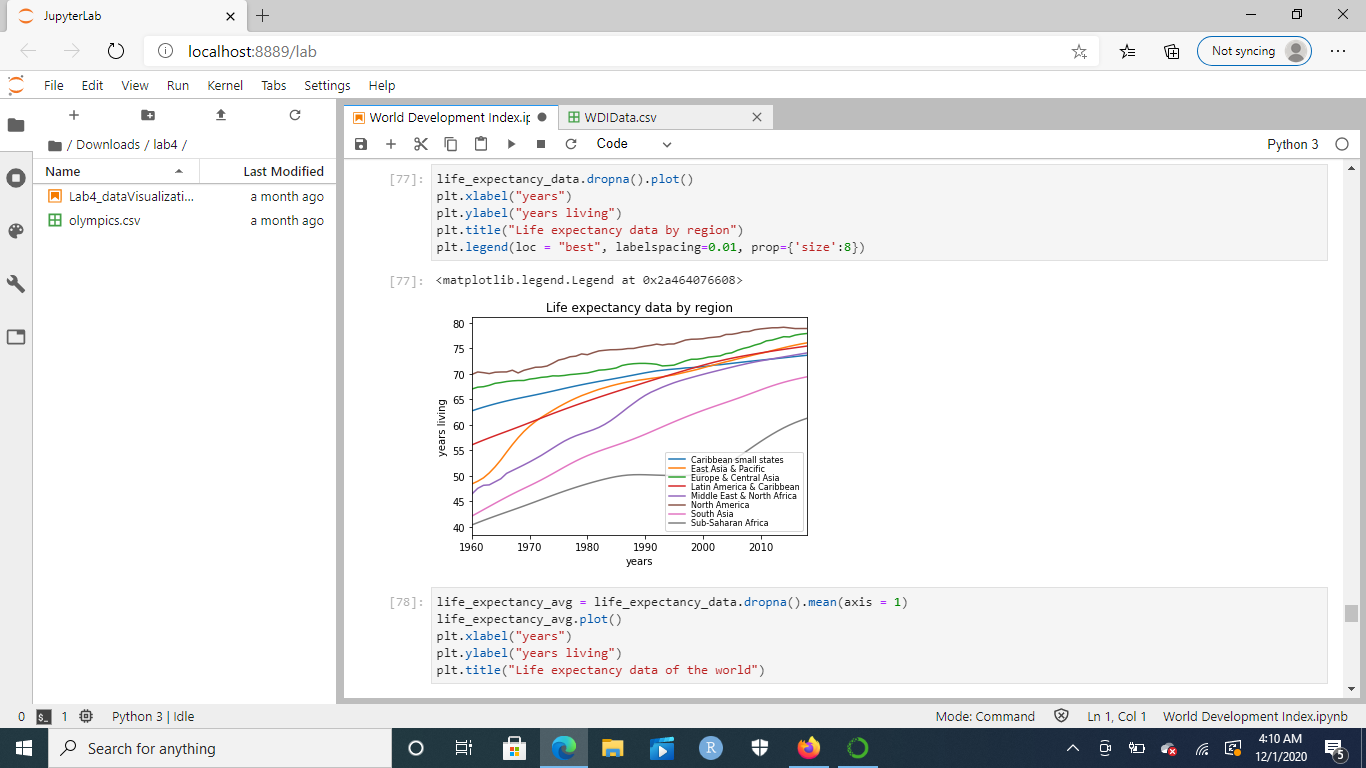 JupyterLab
localhost:8889/lab
Not syncing
File Edit View Run Kernel Tabs Settings Help
/ Downloads / lab4 /
Name Last Modified
Lab4_dataVisualizati... a month ago
olympics.csv a month ago
World Development Index.ip WDIData.csv
Code Python 3
[77]: life_expectancy_data.dropna().plot()
plt.xlabel("years")
plt.ylabel("years living")
plt.title("Life expectancy data by region")
plt.legend(loc = "best", labelspacing=0.01, prop={'size':8})
[77]: <matplotlib.legend.Legend at 0x2a464076608>
Life expectancy data by region
80
75
70
65
60
55
50
45
40
years living
Caribbean small states
East Asia & Pacific
Europe & Central Asia
Latin America & Caribbean
Middle East & North Africa
North America
South Asia
Sub-Saharan Africa
1960 1970 1980 1990 2000 2010
years
[78]: life_expectancy_avg = life_expectancy_data.dropna().mean(axis = 1)
life_expectancy_avg.plot()
plt.xlabel("years")
plt.ylabel("years living")
plt.title("Life expectancy data of the world")
0 $_ 1 Python 3 | Idle Mode: Command Ln 1, Col 1 World Development Index.ipynb
Search for anything
R
4:10 AM
12/1/2020
5